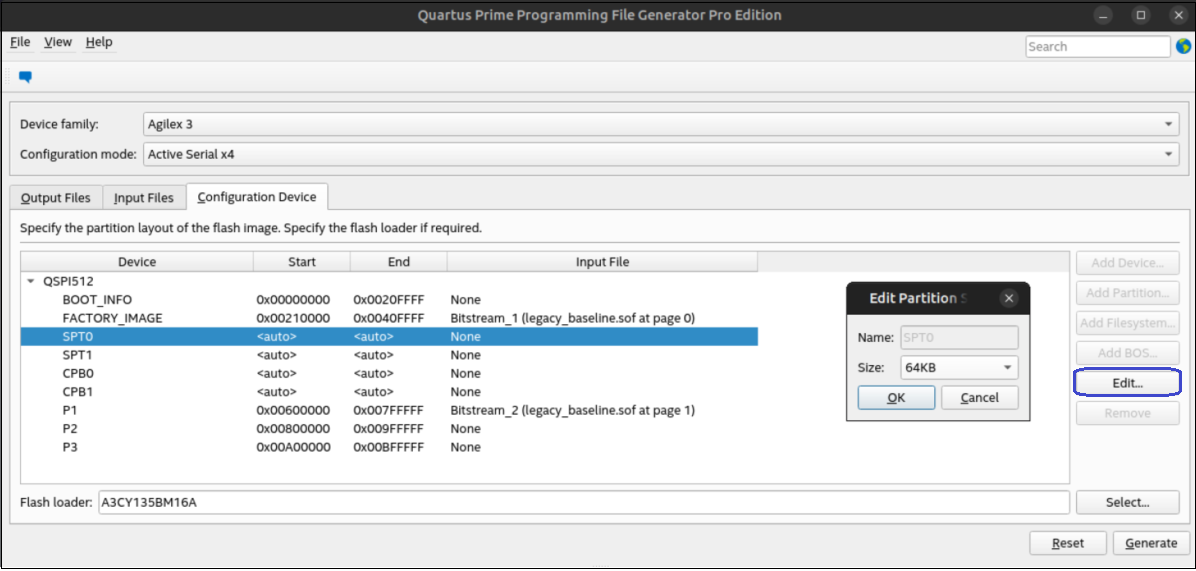 Quartus Prime Programming File Generator Pro Edition
File View Help
Search
Device family: Agilex 3
Configuration mode: Active Serial x4
Output Files Input Files Configuration Device
Specify the partition layout of the flash image. Specify the flash loader if required.
Device Start End Input File
QSPI512
BOOT_INFO 0x00000000 0x0020FFFF None
FACTORY_IMAGE 0x00210000 0x0040FFFF Bitstream_1 (legacy_baseline.sof at page 0)
SPT0 <auto> <auto> None
SPT1 <auto> <auto> None
CPB0 <auto> <auto> None
CPB1 <auto> <auto> None
P1 0x00600000 0x007FFFFF Bitstream_2 (legacy_baseline.sof at page 1)
P2 0x00800000 0x009FFFFF None
P3 0x00A00000 0x00BFFFFF None
Edit Partition S
Name: SPT0
Size: 64KB
OK Cancel
Add Device...
Add Partition...
Add Filesystem...
Add BOS...
Edit...
Remove
Flash loader: A3CY135BM16A Select...
Reset Generate